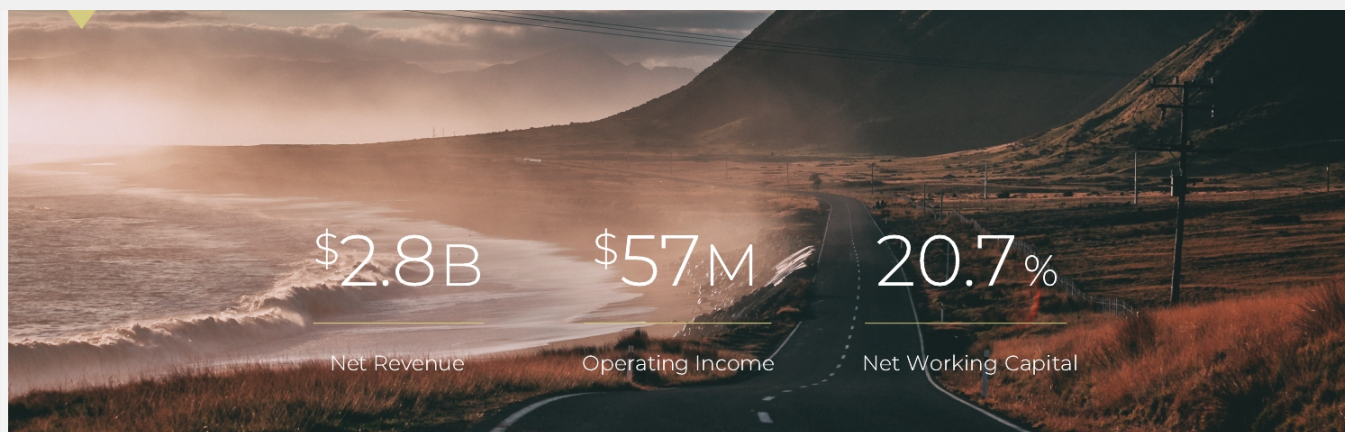 $2.8B $57M 20.7%
Net Revenue Operating Income Net Working Capital